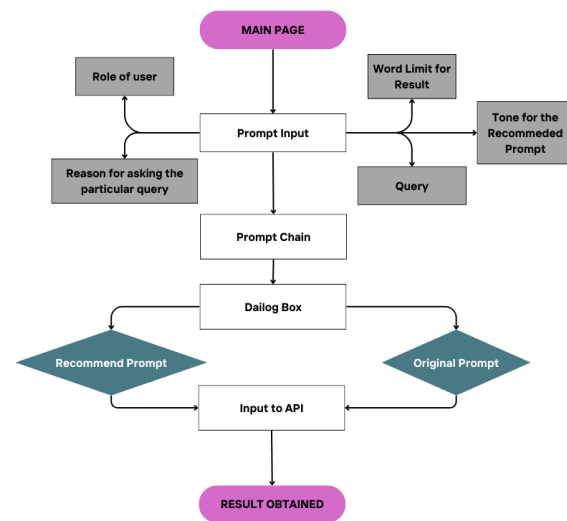 MAIN PAGE
Role of user
Word Limit for
Result
Tone for the
Recommeded
Prompt
Prompt Input
Reason for asking the
particular query
Query
Prompt Chain
Dailog Box
Recommend Prompt
Original Prompt
Input to API
RESULT OBTAINED